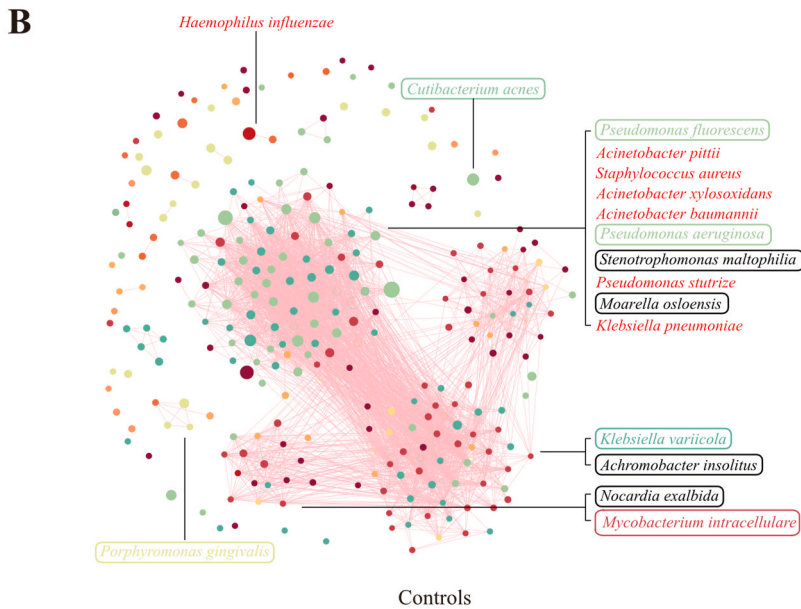 B
Haemophilus influenzae
Cutibacterium acnes
Pseudomonas fluorescens
Acinetobacter pittii
Staphylococcus aureus
Acinetobacter xylosoxidans
Acinetobacter baumannii
Pseudomonas aeruginosa
Stenotrophomonas maltophilia
Pseudomonas stutrize
Moarella osloensis
Klebsiella pneumoniae
Klebsiella variicola
Achromobacter insolitus
Nocardia exalbida
Mycobacterium intracellulare
Porphyromonas gingivalis
Controls